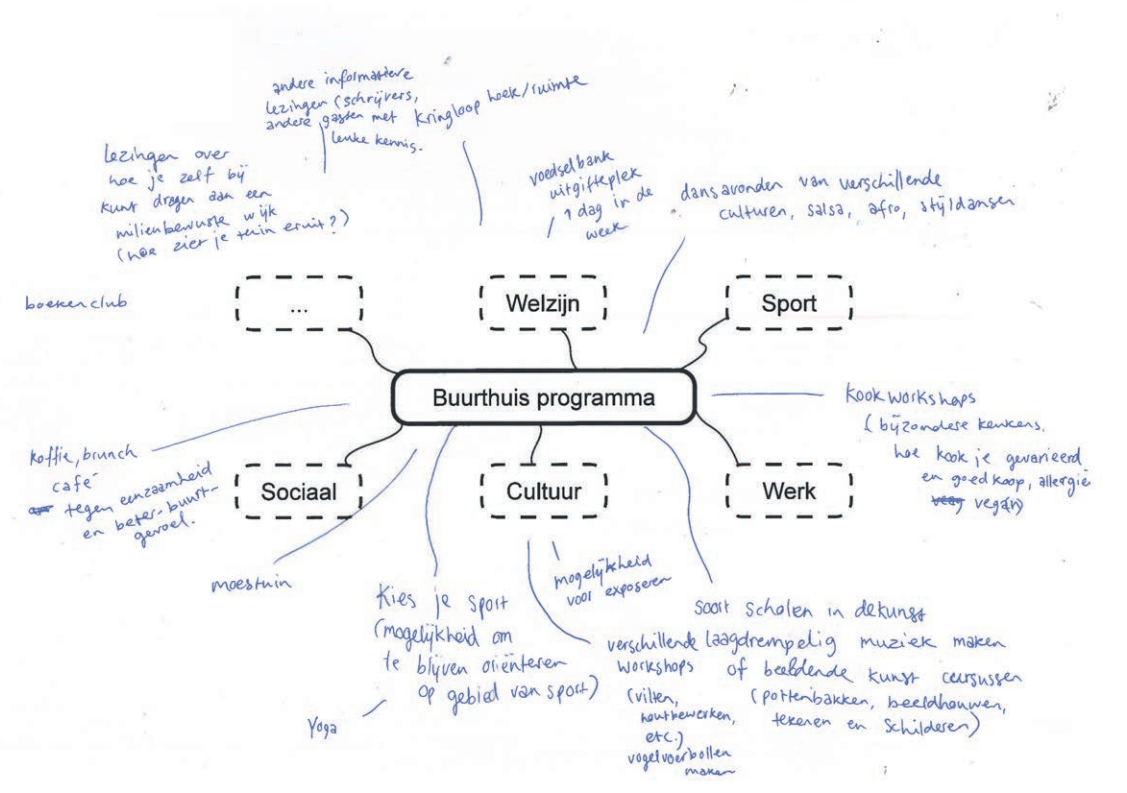 andere informatieve
lezingen (schrijvers,
andere gasten met
leuke kennis.
Kringloop hoek/ruimte
lezingen over
hoe je zelf bij
kunt dragen aan een
milieubewuste wijk
(hoe ziet je tuin eruit?)
voedselbank
uitgifteplek
1 dag in de
week
dansavonden van verschillende
culturen, salsa, afro, stijldansen
boekenclub
...
Welzijn
Sport
Buurthuis programma
kookworkshops
(bijzondere keukens,
hoe kook je gevarieerd
en goedkoop, allergie
vegan)
koffie, brunch
café
tegen eenzaamheid
en beter-buurt-
gevoel.
Sociaal
Cultuur
Werk
moestuin
Kies je sport
(mogelijkheid om
te blijven oriënteren
op gebied van sport)
Yoga
mogelijkheid
voor exposeren
soort scholen in de kunst
laagdrempelig muziek maken
of beeldende kunst cursussen
(pottenbakken, beeldhouwen,
tekenen en schilderen)
verschillende
workshops
(vilten,
houtbewerken,
etc.)
vogelvoerbollen
maken